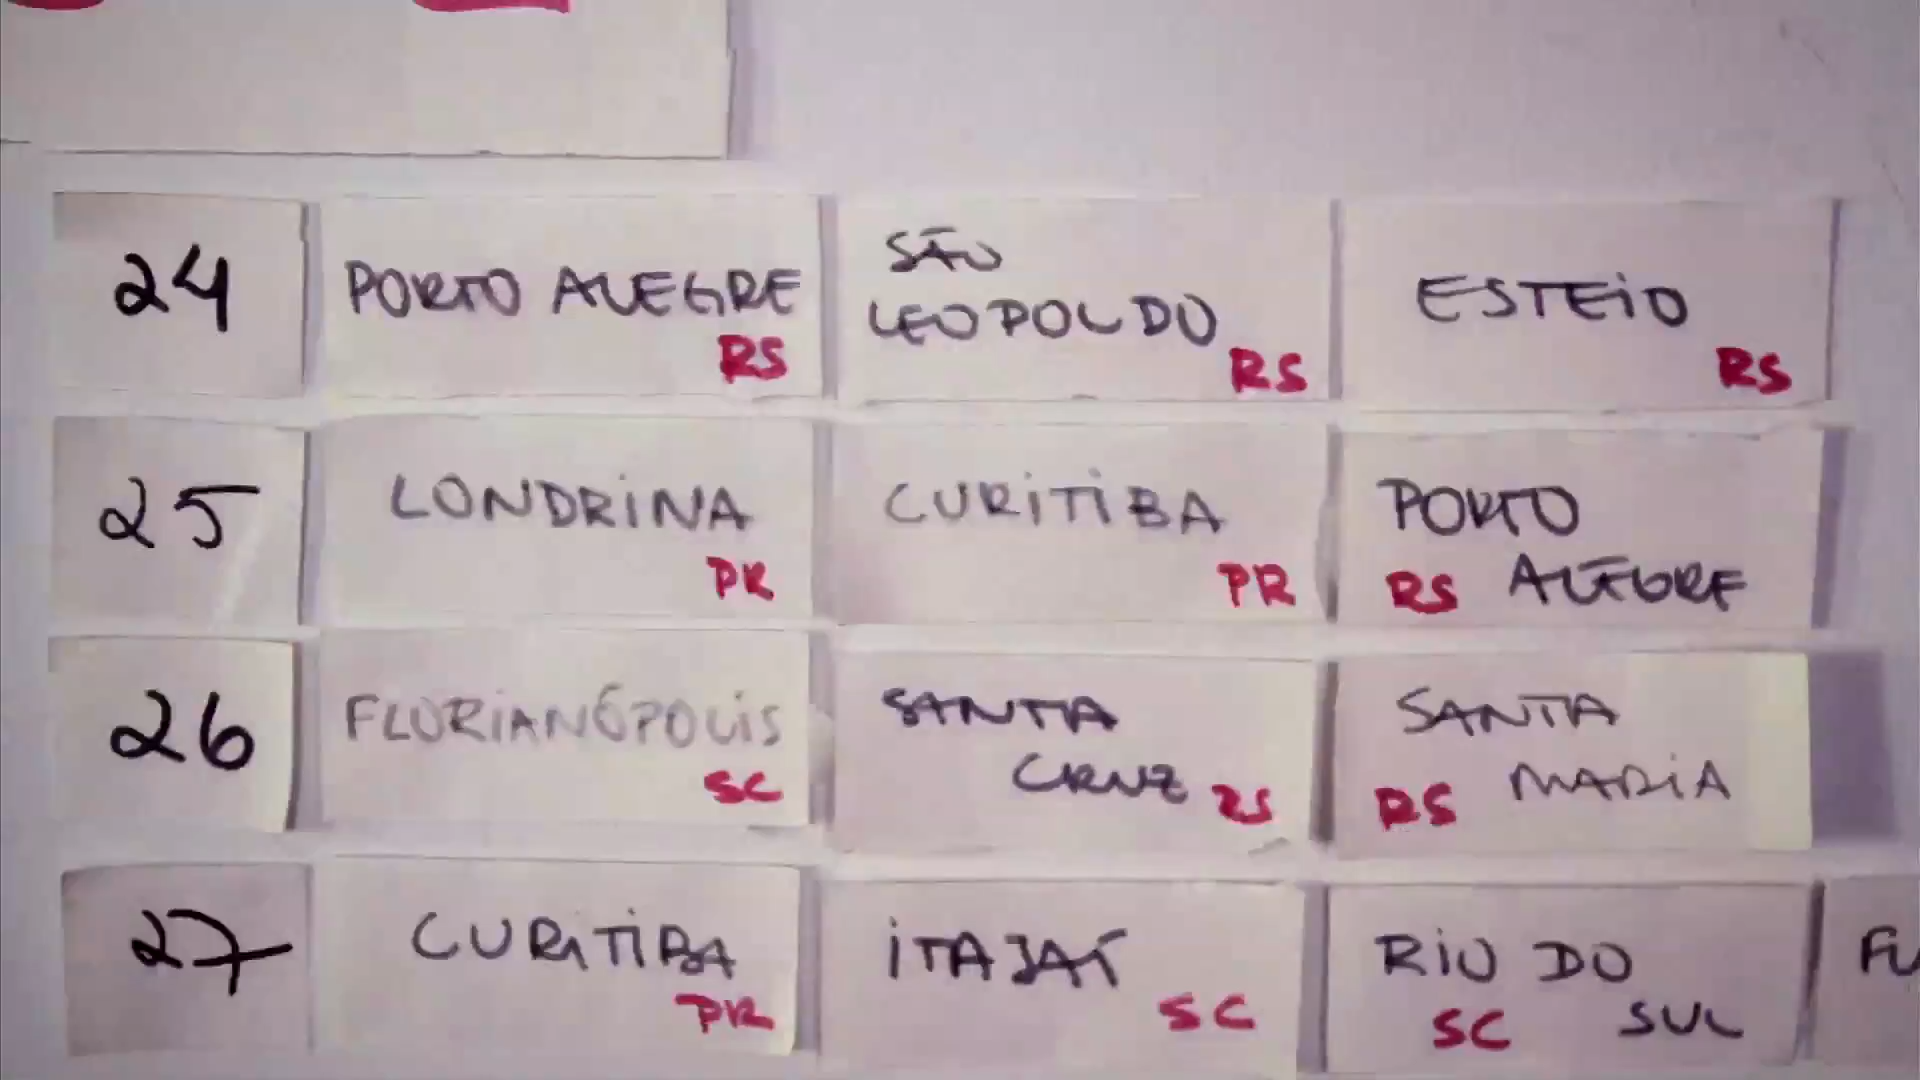 24
PORTO ALEGRE
RS
SÃO
LEOPOLDO
RS
ESTEiO
RS
25
LONDRiNA
PR
CURiTiBA
PR
PORTO
RS ALEGRE
26
FLORiANÓPOLiS
SC
SANTA
CRUZ RS
SANTA
RS MARiA
27
CURiTiBA
PR
iTAJAÍ
SC
RiO DO
SC SUL